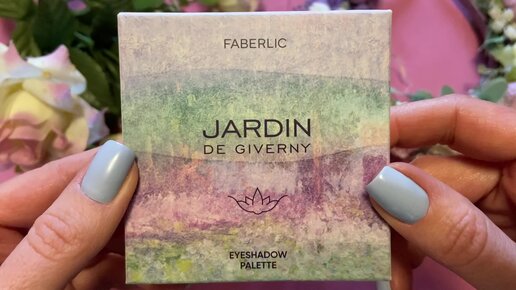 FABERLIC
JARDIN
DE GIVERNY
EYESHADOW
PALETTE